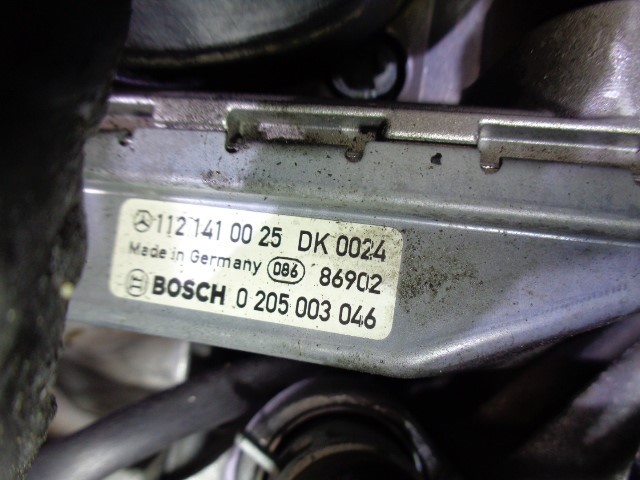 112 141 00 25 DK 0024
Made in Germany 086 86902
BOSCH 0 205 003 046